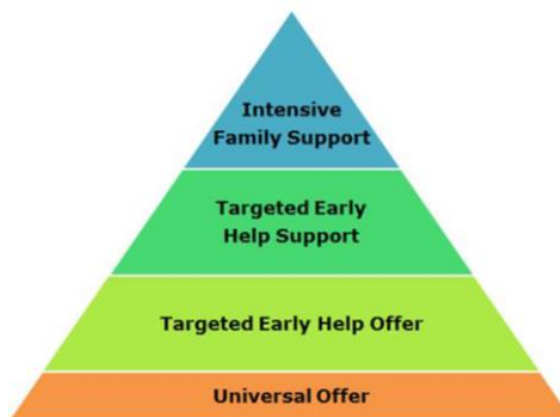 Intensive
Family Support
Targeted Early
Help Support
Targeted Early Help Offer
Universal Offer